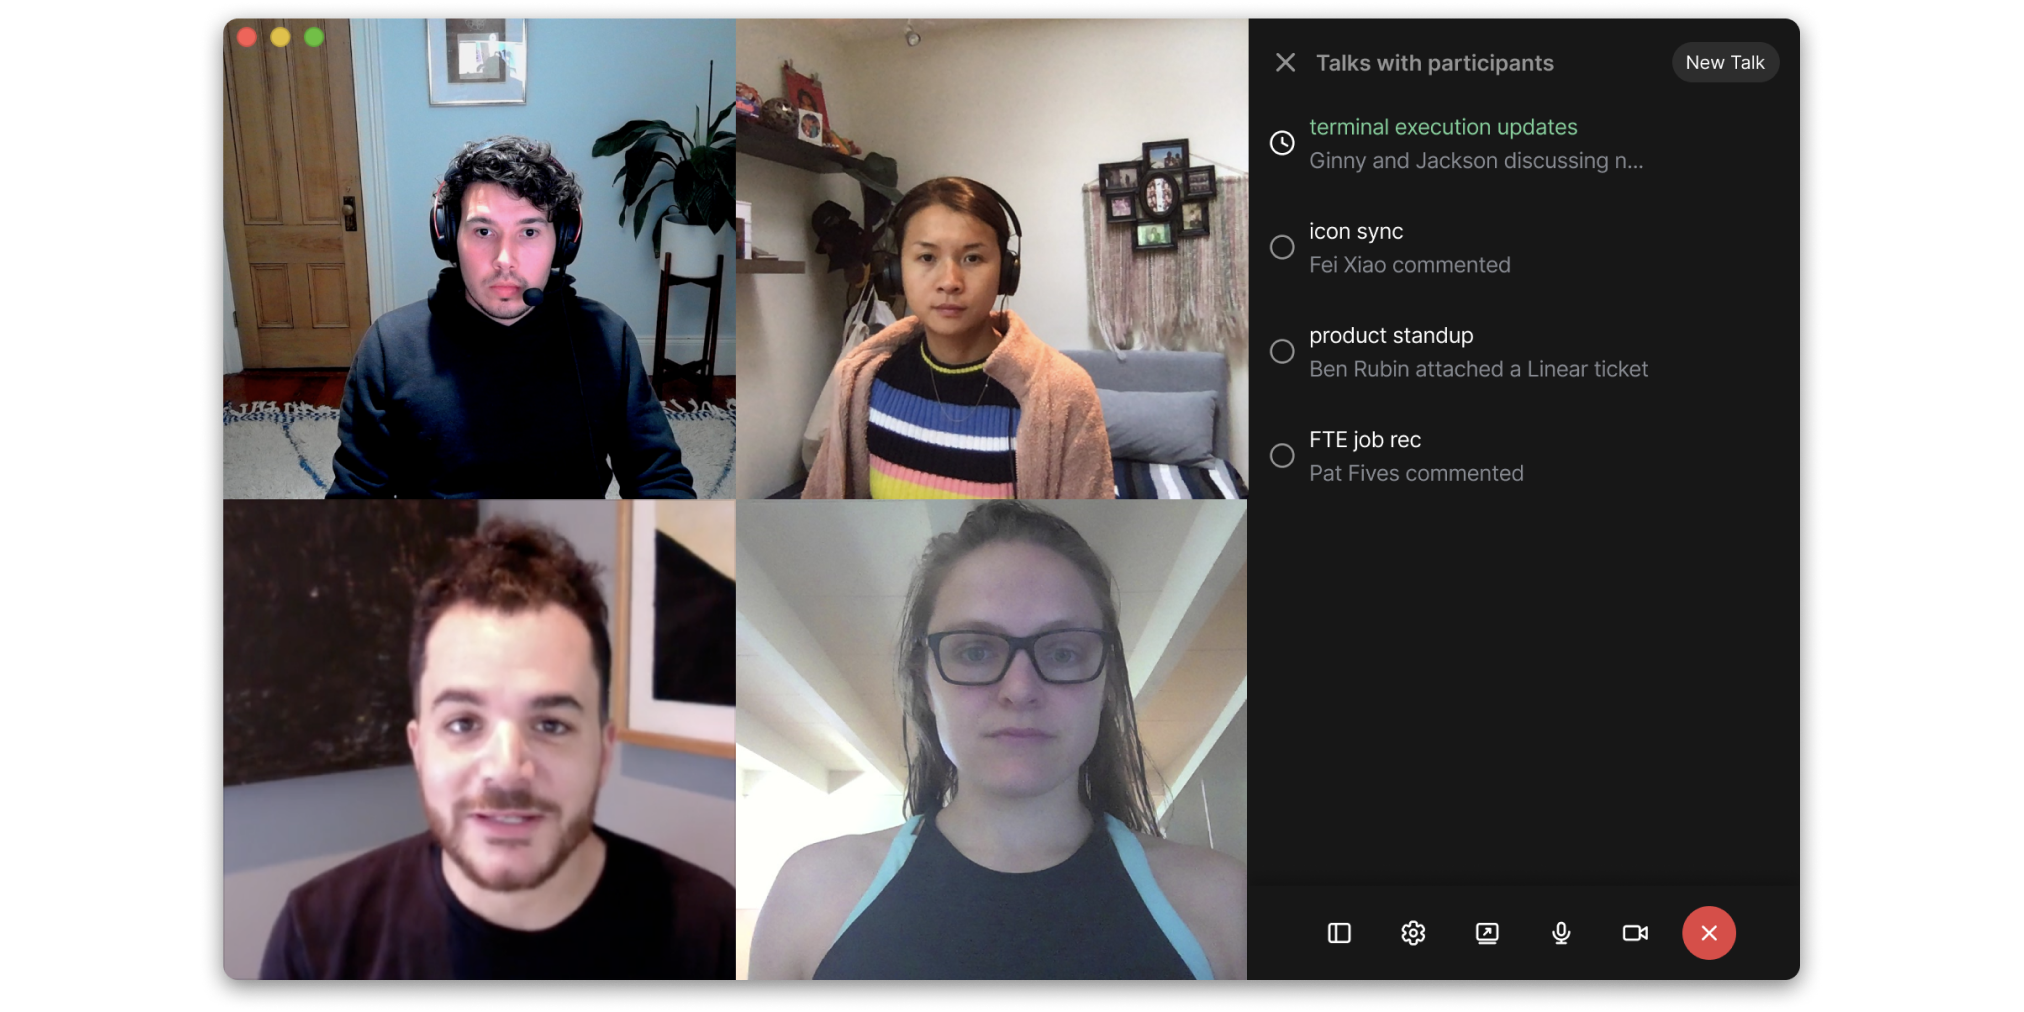 Talks with participants
New Talk
terminal execution updates
Ginny and Jackson discussing n...
icon sync
Fei Xiao commented
product standup
Ben Rubin attached a Linear ticket
FTE job rec
Pat Fives commented